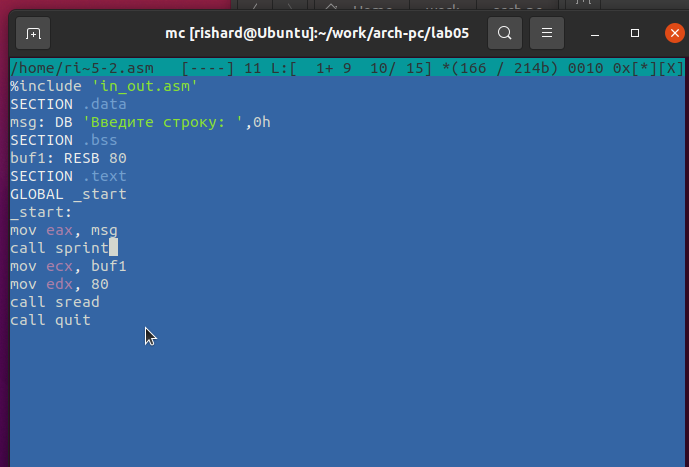 mc [rishard@Ubuntu]:~/work/arch-pc/lab05
/home/ri~5-2.asm   [----] 11 L:[  1+ 9  10/ 15] *(166 / 214b) 0010 0x[*][X]
%include 'in_out.asm'
SECTION .data
msg: DB 'Введите строку: ',0h
SECTION .bss
buf1: RESB 80
SECTION .text
GLOBAL _start
_start:
mov eax, msg
call sprint
mov ecx, buf1
mov edx, 80
call sread
call quit